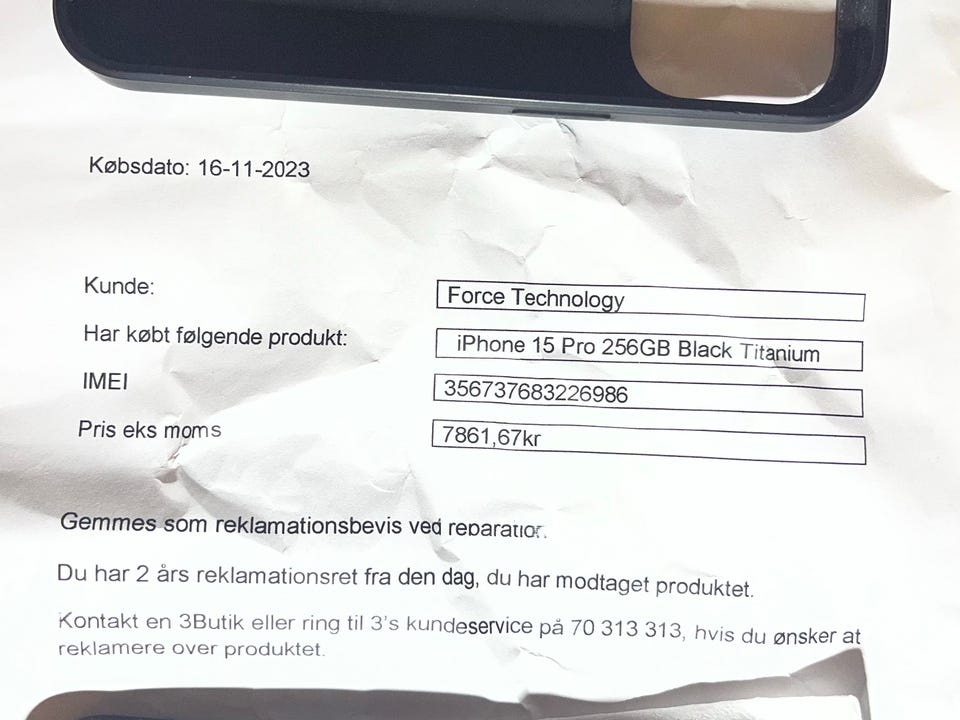 Købsdato: 16-11-2023
Kunde: Force Technology
Har købt følgende produkt: iPhone 15 Pro 256GB Black Titanium
IMEI 356737683226986
Pris eks moms 7861,67kr
Gemmes som reklamationsbevis ved reparation.
Du har 2 års reklamationsret fra den dag, du har modtaget produktet.
Kontakt en 3Butik eller ring til 3's kundeservice på 70 313 313, hvis du ønsker at
reklamere over produktet.